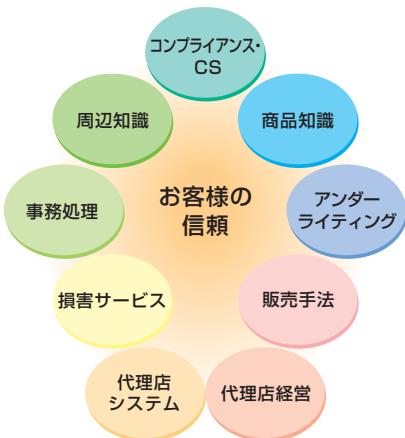 コンプライアンス・
CS
周辺知識
商品知識
お客様の
信頼
事務処理
アンダー
ライティング
損害サービス
販売手法
代理店
システム
代理店経営